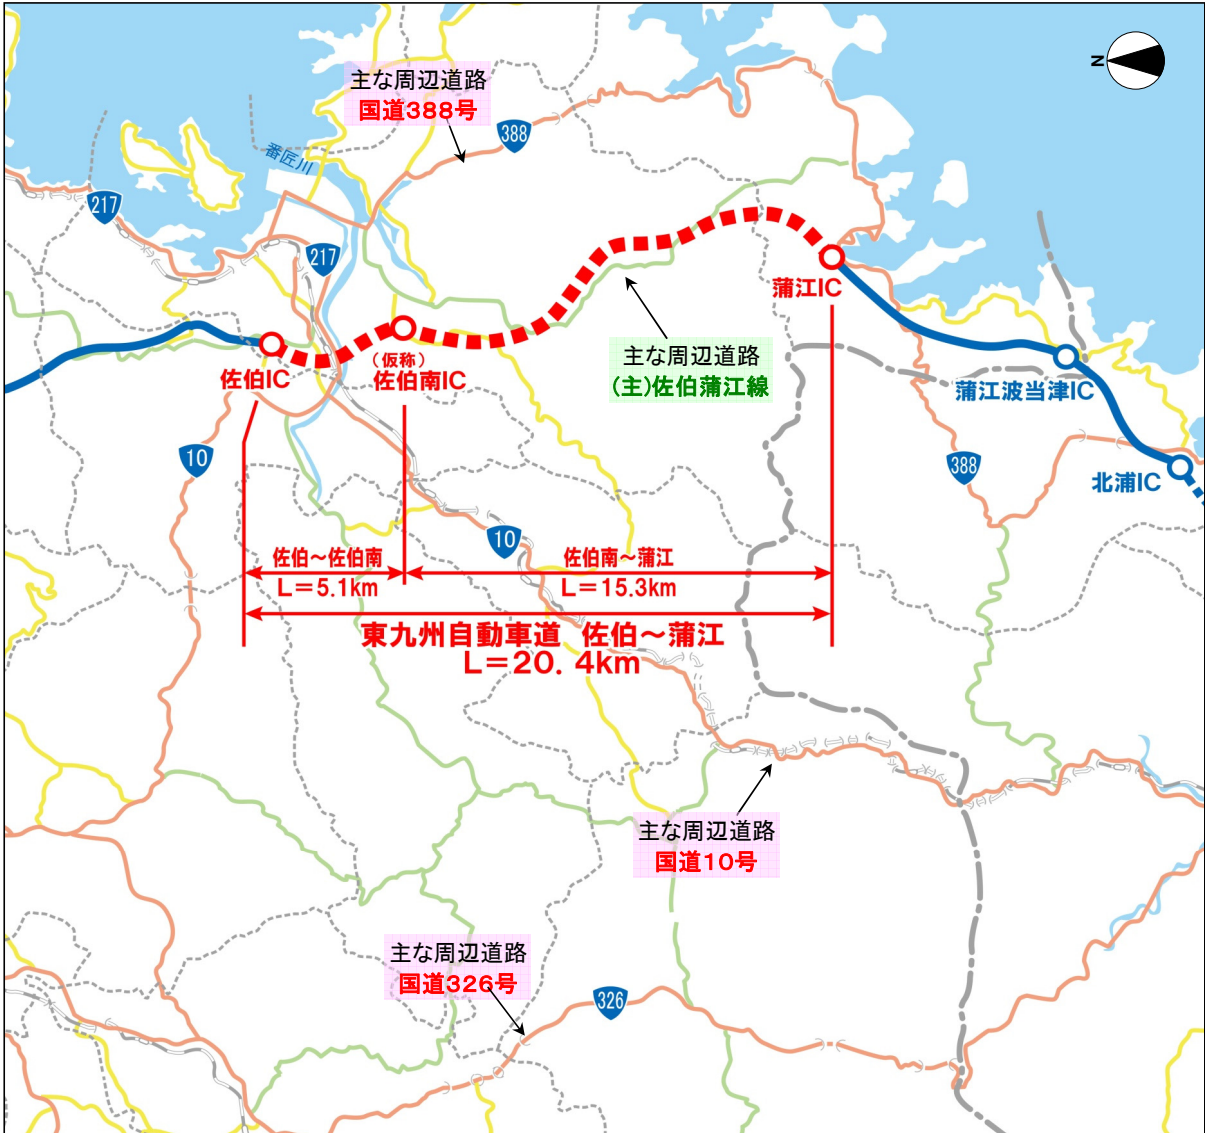 N
主な周辺道路
国道388号
388
番匠川
217
217
蒲江IC
主な周辺道路
(主)佐伯蒲江線
佐伯IC
(仮称)
佐伯南IC
蒲江波当津IC
北浦IC
10
388
10
佐伯～佐伯南
L＝5.1km
佐伯南～蒲江
L＝15.3km
東九州自動車道 佐伯～蒲江
L＝20．4km
主な周辺道路
国道10号
主な周辺道路
国道326号
326